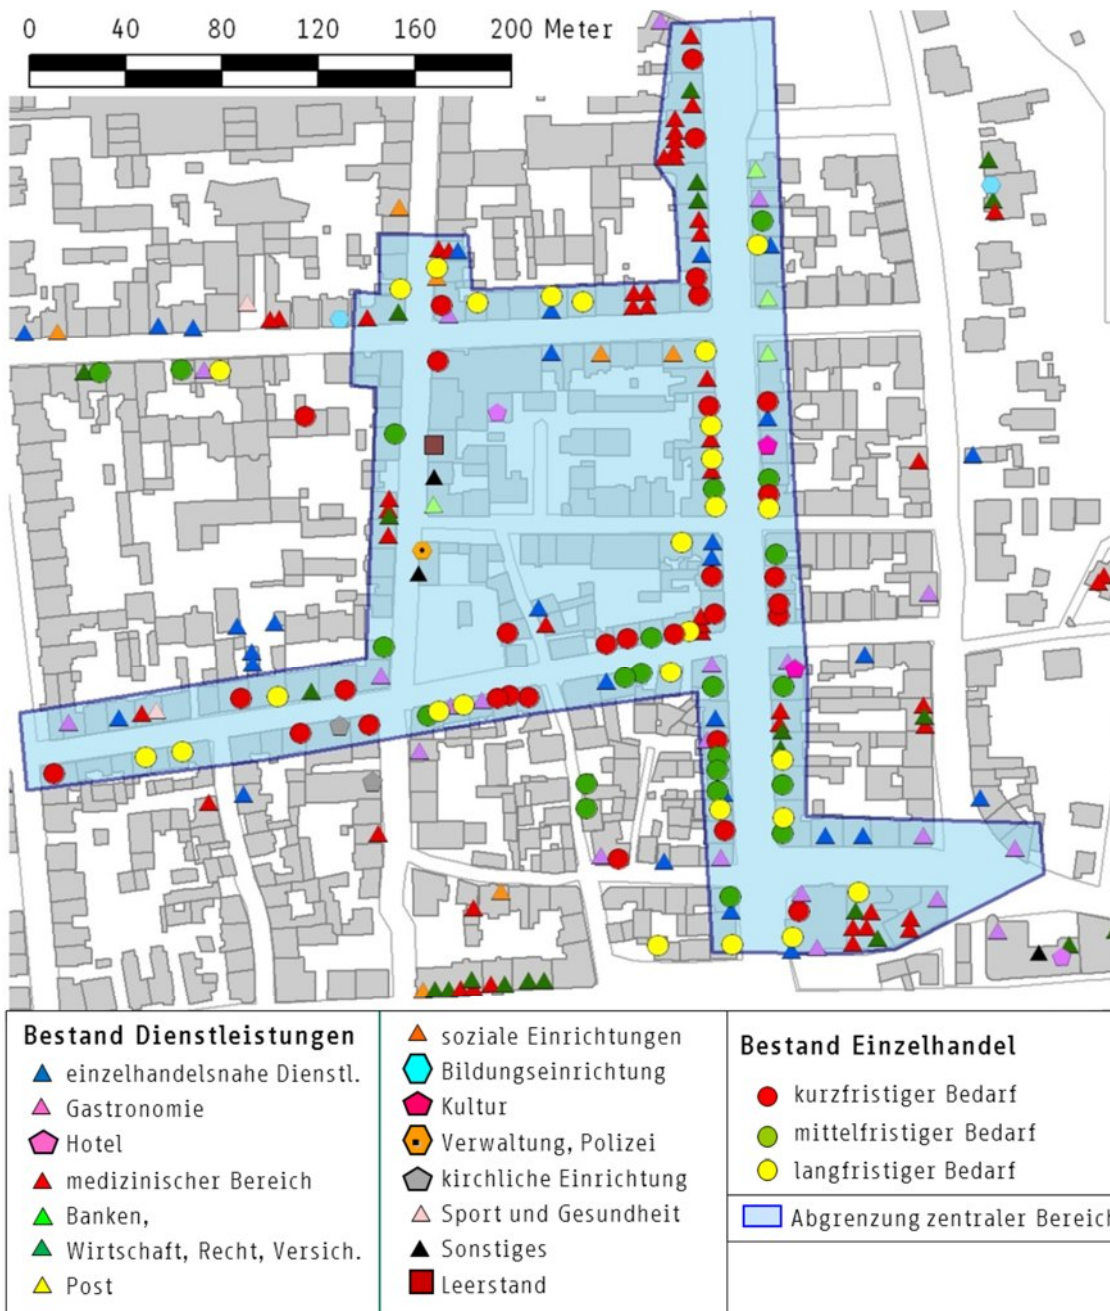 0 40 80 120 160 200 Meter
Bestand Dienstleistungen
einzelhandelsnahe Dienstl.
Gastronomie
Hotel
medizinischer Bereich
Banken,
Wirtschaft, Recht, Versich.
Post
soziale Einrichtungen
Bildungseinrichtung
Kultur
Verwaltung, Polizei
kirchliche Einrichtung
Sport und Gesundheit
Sonstiges
Leerstand
Bestand Einzelhandel
kurzfristiger Bedarf
mittelfristiger Bedarf
langfristiger Bedarf
Abgrenzung zentraler Bereich